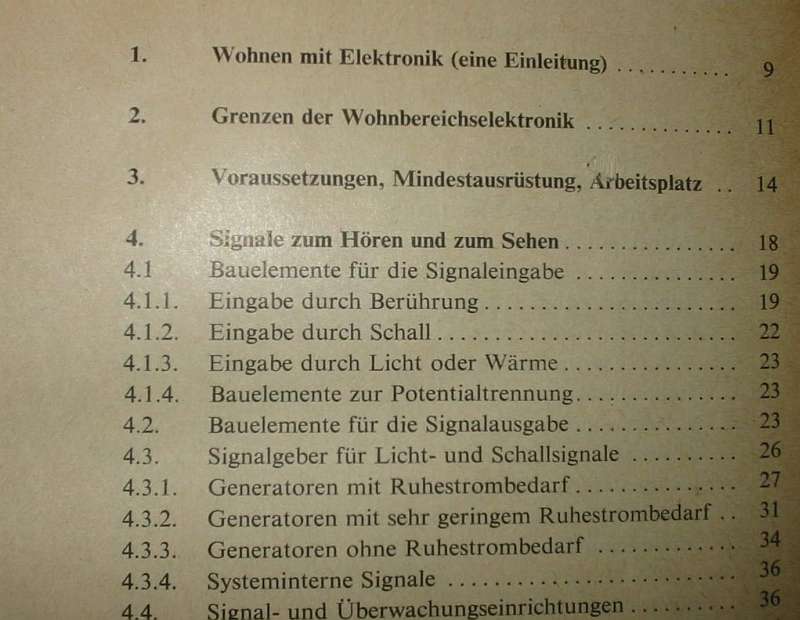 1. Wohnen mit Elektronik (eine Einleitung) ........... 9
2. Grenzen der Wohnbereichselektronik .............. 11
3. Voraussetzungen, Mindestausrüstung, Arbeitsplatz .. 14
4. Signale zum Hören und zum Sehen ................ 18
4.1 Bauelemente für die Signaleingabe ............... 19
4.1.1. Eingabe durch Berührung ........................ 19
4.1.2. Eingabe durch Schall ............................ 22
4.1.3. Eingabe durch Licht oder Wärme ................ 23
4.1.4. Bauelemente zur Potentialtrennung ............... 23
4.2. Bauelemente für die Signalausgabe ............... 23
4.3. Signalgeber für Licht- und Schallsignale .......... 26
4.3.1. Generatoren mit Ruhestrombedarf ............... 27
4.3.2. Generatoren mit sehr geringem Ruhestrombedarf .. 31
4.3.3. Generatoren ohne Ruhestrombedarf ............. 34
4.3.4. Systeminterne Signale ........................... 36
4.4. Signal- und Überwachungseinrichtungen .......... 36